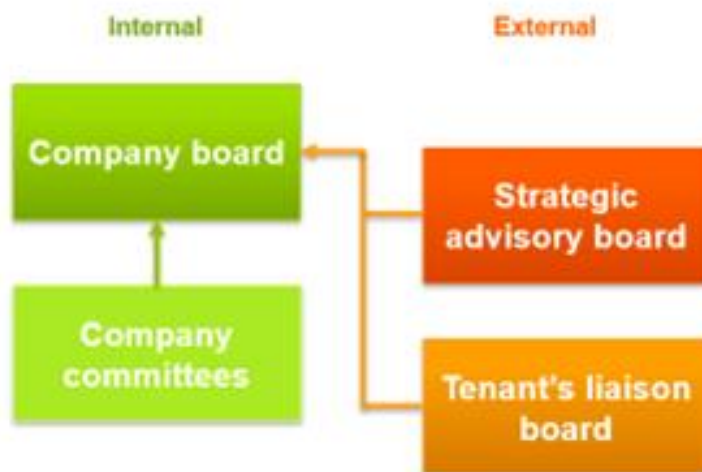 Internal
External
Company board
Strategic
advisory board
Company
committees
Tenant's liaison
board